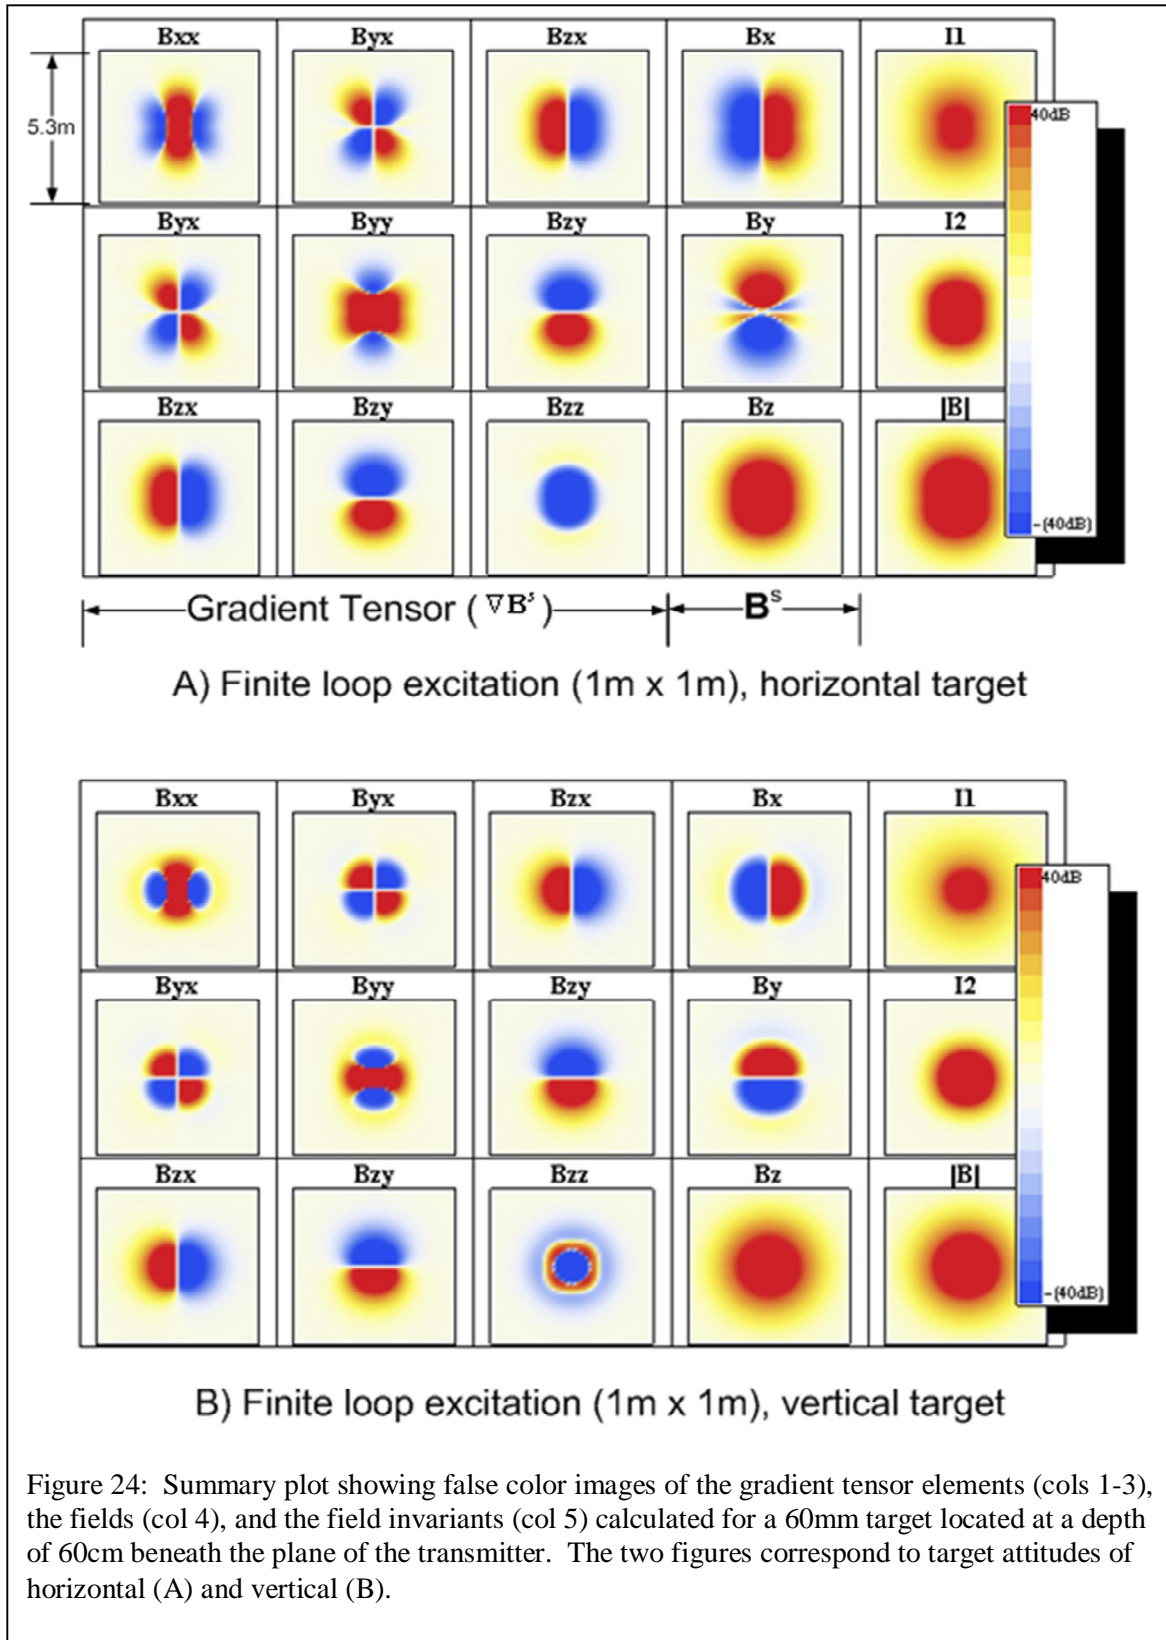 Bxx Byx Bzx Bx I1
5.3m
40dB
Byx Byy Bzy By I2
Bzx Bzy Bzz Bz |B|
-(40dB)
Gradient Tensor ( ∇Bˢ ) Bˢ
A) Finite loop excitation (1m x 1m), horizontal target
Bxx Byx Bzx Bx I1
40dB
Byx Byy Bzy By I2
Bzx Bzy Bzz Bz |B|
-(40dB)
B) Finite loop excitation (1m x 1m), vertical target
Figure 24: Summary plot showing false color images of the gradient tensor elements (cols 1-3),
the fields (col 4), and the field invariants (col 5) calculated for a 60mm target located at a depth
of 60cm beneath the plane of the transmitter. The two figures correspond to target attitudes of
horizontal (A) and vertical (B).